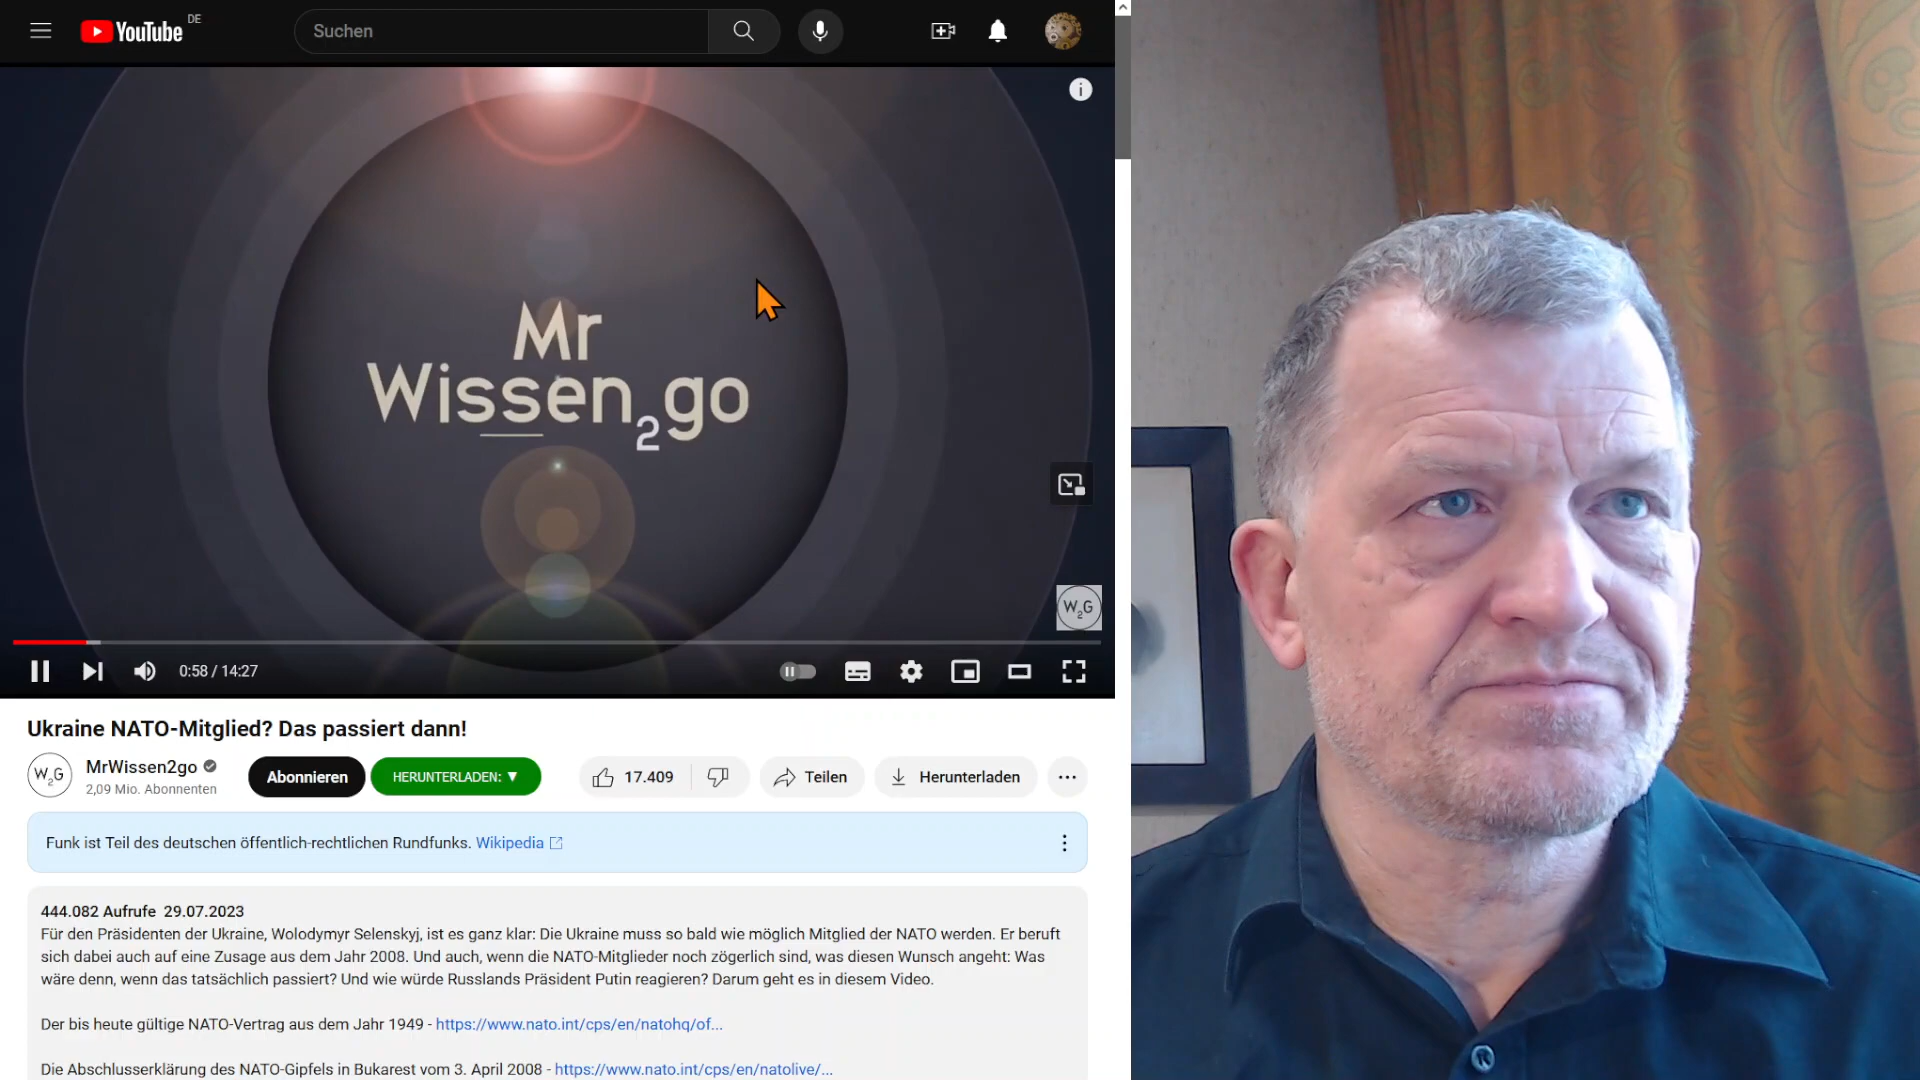 YouTube DE
Suchen
Mr
Wissen2go
W2G
0:58 / 14:27
Ukraine NATO-Mitglied? Das passiert dann!
W2G
MrWissen2go
2,09 Mio. Abonnenten
Abonnieren
HERUNTERLADEN: ▼
17.409
Teilen
Herunterladen
Funk ist Teil des deutschen öffentlich-rechtlichen Rundfunks. Wikipedia
444.082 Aufrufe 29.07.2023
Für den Präsidenten der Ukraine, Wolodymyr Selenskyj, ist es ganz klar: Die Ukraine muss so bald wie möglich Mitglied der NATO werden. Er beruft
sich dabei auch auf eine Zusage aus dem Jahr 2008. Und auch, wenn die NATO-Mitglieder noch zögerlich sind, was diesen Wunsch angeht: Was
wäre denn, wenn das tatsächlich passiert? Und wie würde Russlands Präsident Putin reagieren? Darum geht es in diesem Video.
Der bis heute gültige NATO-Vertrag aus dem Jahr 1949 - https://www.nato.int/cps/en/natohq/of...
Die Abschlusserklärung des NATO-Gipfels in Bukarest vom 3. April 2008 - https://www.nato.int/cps/en/natolive/...